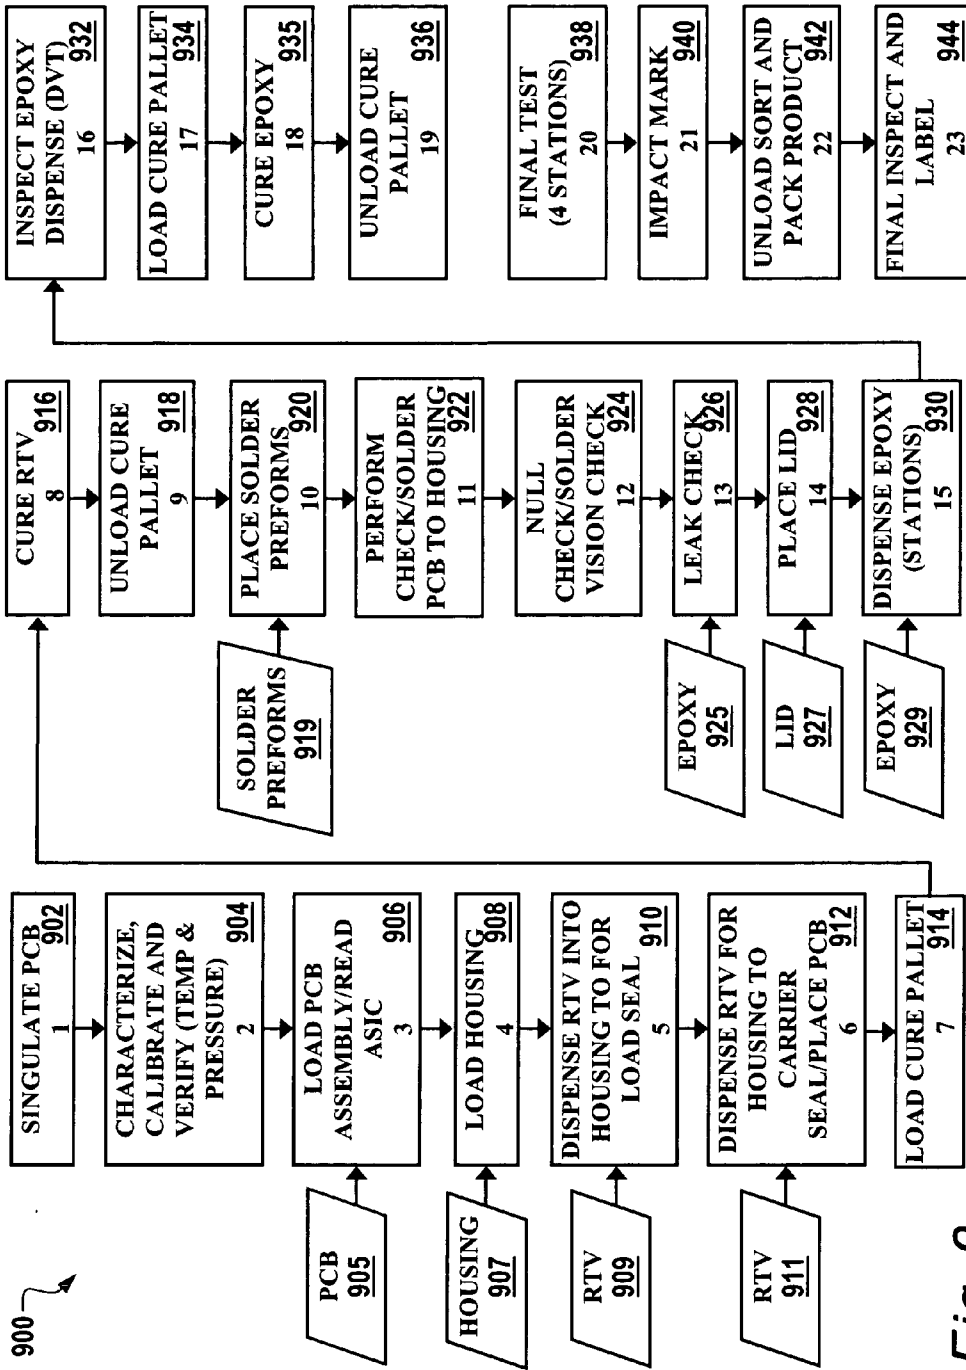 900
SINGULATE PCB
902
1
CHARACTERIZE,
CALIBRATE AND
VERIFY (TEMP &
PRESSURE)
904
2
PCB
905
LOAD PCB
ASSEMBLY/READ
ASIC
906
3
HOUSING
907
LOAD HOUSING
908
4
RTV
909
DISPENSE RTV INTO
HOUSING TO FOR
LOAD SEAL
910
5
RTV
911
DISPENSE RTV FOR
HOUSING TO
CARRIER
SEAL/PLACE PCB
912
6
LOAD CURE PALLET
914
7
CURE RTV
916
8
UNLOAD CURE
PALLET
918
9
SOLDER
PREFORMS
919
PLACE SOLDER
PREFORMS
920
10
PERFORM
CHECK/SOLDER
PCB TO HOUSING
922
11
NULL
CHECK/SOLDER
VISION CHECK
924
12
EPOXY
925
LEAK CHECK
926
13
LID
927
PLACE LID
928
14
EPOXY
929
DISPENSE EPOXY
(STATIONS)
930
15
INSPECT EPOXY
DISPENSE (DVT)
932
16
LOAD CURE PALLET
934
17
CURE EPOXY
935
18
UNLOAD CURE
PALLET
936
19
FINAL TEST
(4 STATIONS)
938
20
IMPACT MARK
940
21
UNLOAD SORT AND
PACK PRODUCT
942
22
FINAL INSPECT AND
LABEL
944
23